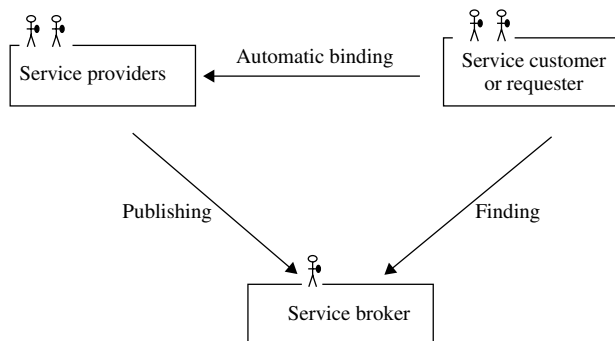 Service providers
Automatic binding
Service customer
or requester
Publishing
Finding
Service broker